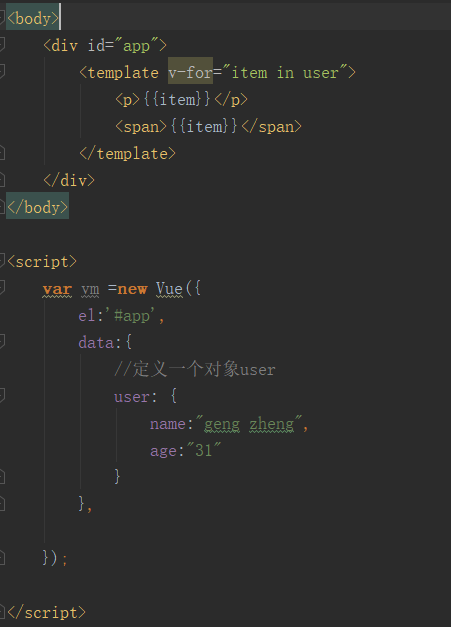 <body>
<div id="app">
<template v-for="item in user">
<p>{{item}}</p>
<span>{{item}}</span>
</template>
</div>
</body>
<script>
var vm =new Vue({
el:'#app',
data:{
//定义一个对象user
user: {
name:"geng zheng",
age:"31"
}
},
});
</script>